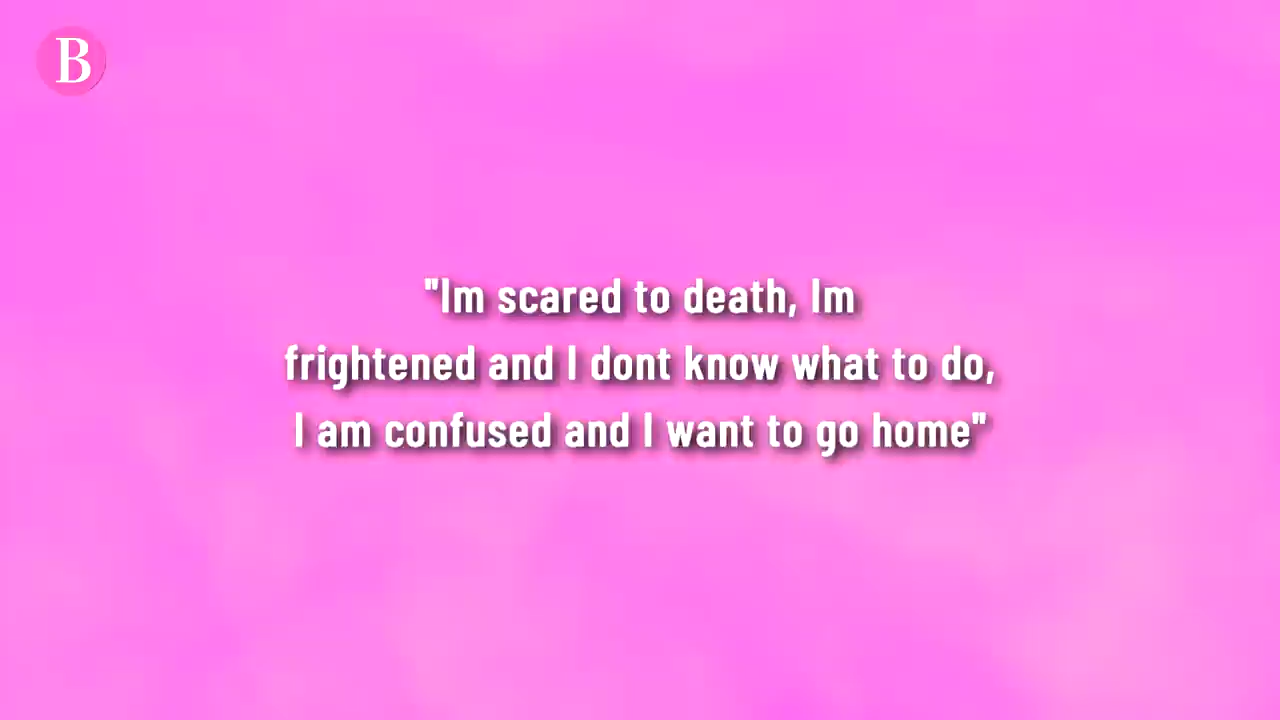 B
"Im scared to death, Im
frightened and I dont know what to do,
I am confused and I want to go home"